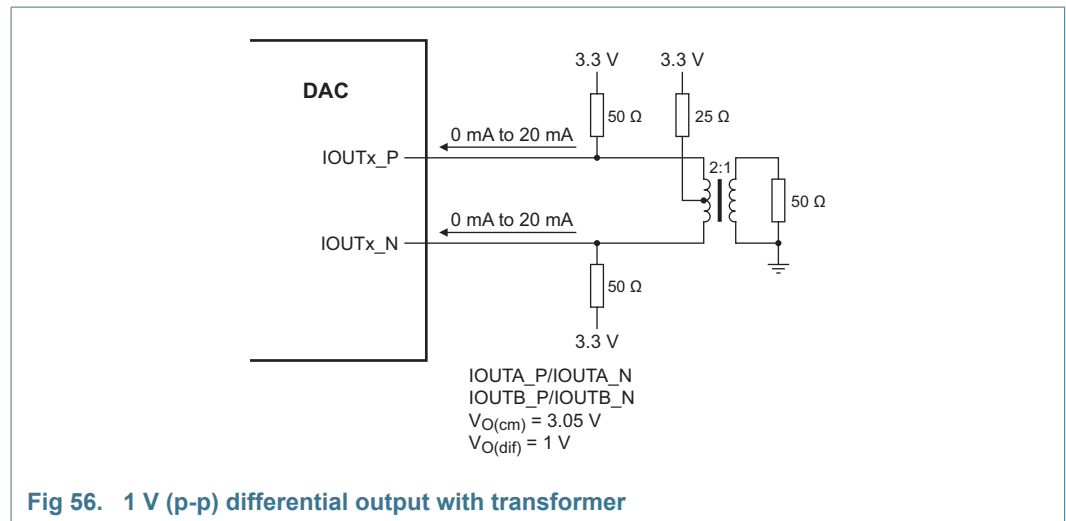 3.3 V 3.3 V
DAC
50 Ω 25 Ω
0 mA to 20 mA
IOUTx_P
2:1
50 Ω
0 mA to 20 mA
IOUTx_N
50 Ω
3.3 V
IOUTA_P/IOUTA_N
IOUTB_P/IOUTB_N
VO(cm) = 3.05 V
VO(dif) = 1 V
Fig 56. 1 V (p-p) differential output with transformer